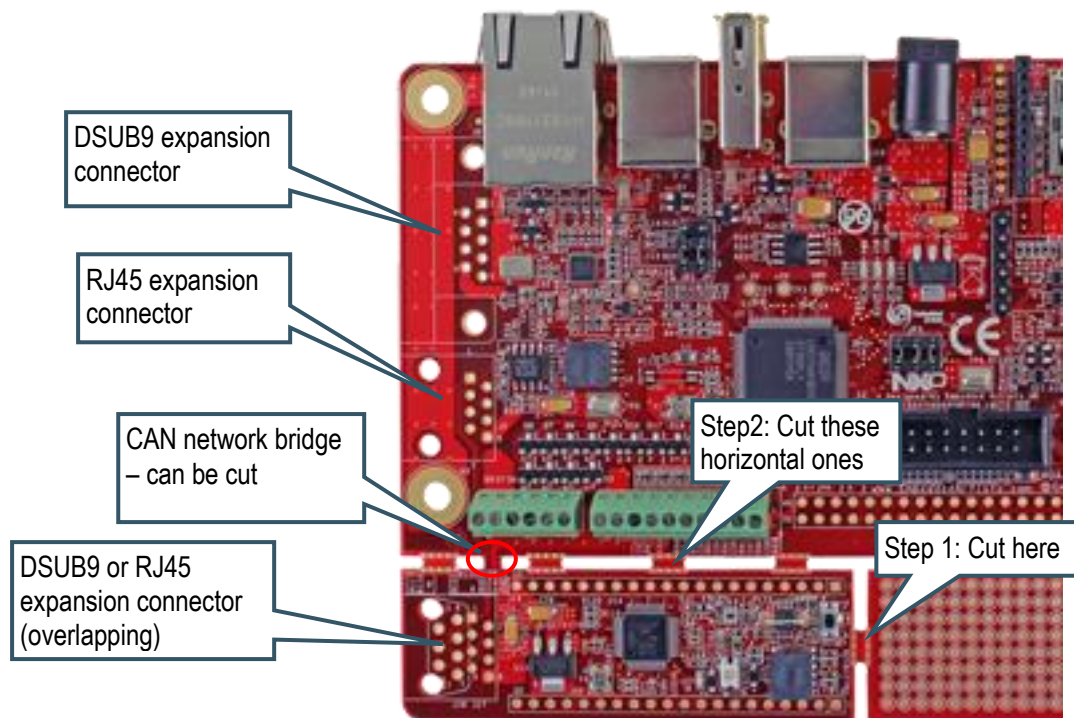 DSUB9 expansion
connector
RJ45 expansion
connector
CAN network bridge
– can be cut
DSUB9 or RJ45
expansion connector
(overlapping)
Step2: Cut these
horizontal ones
Step 1: Cut here
CE
NXP